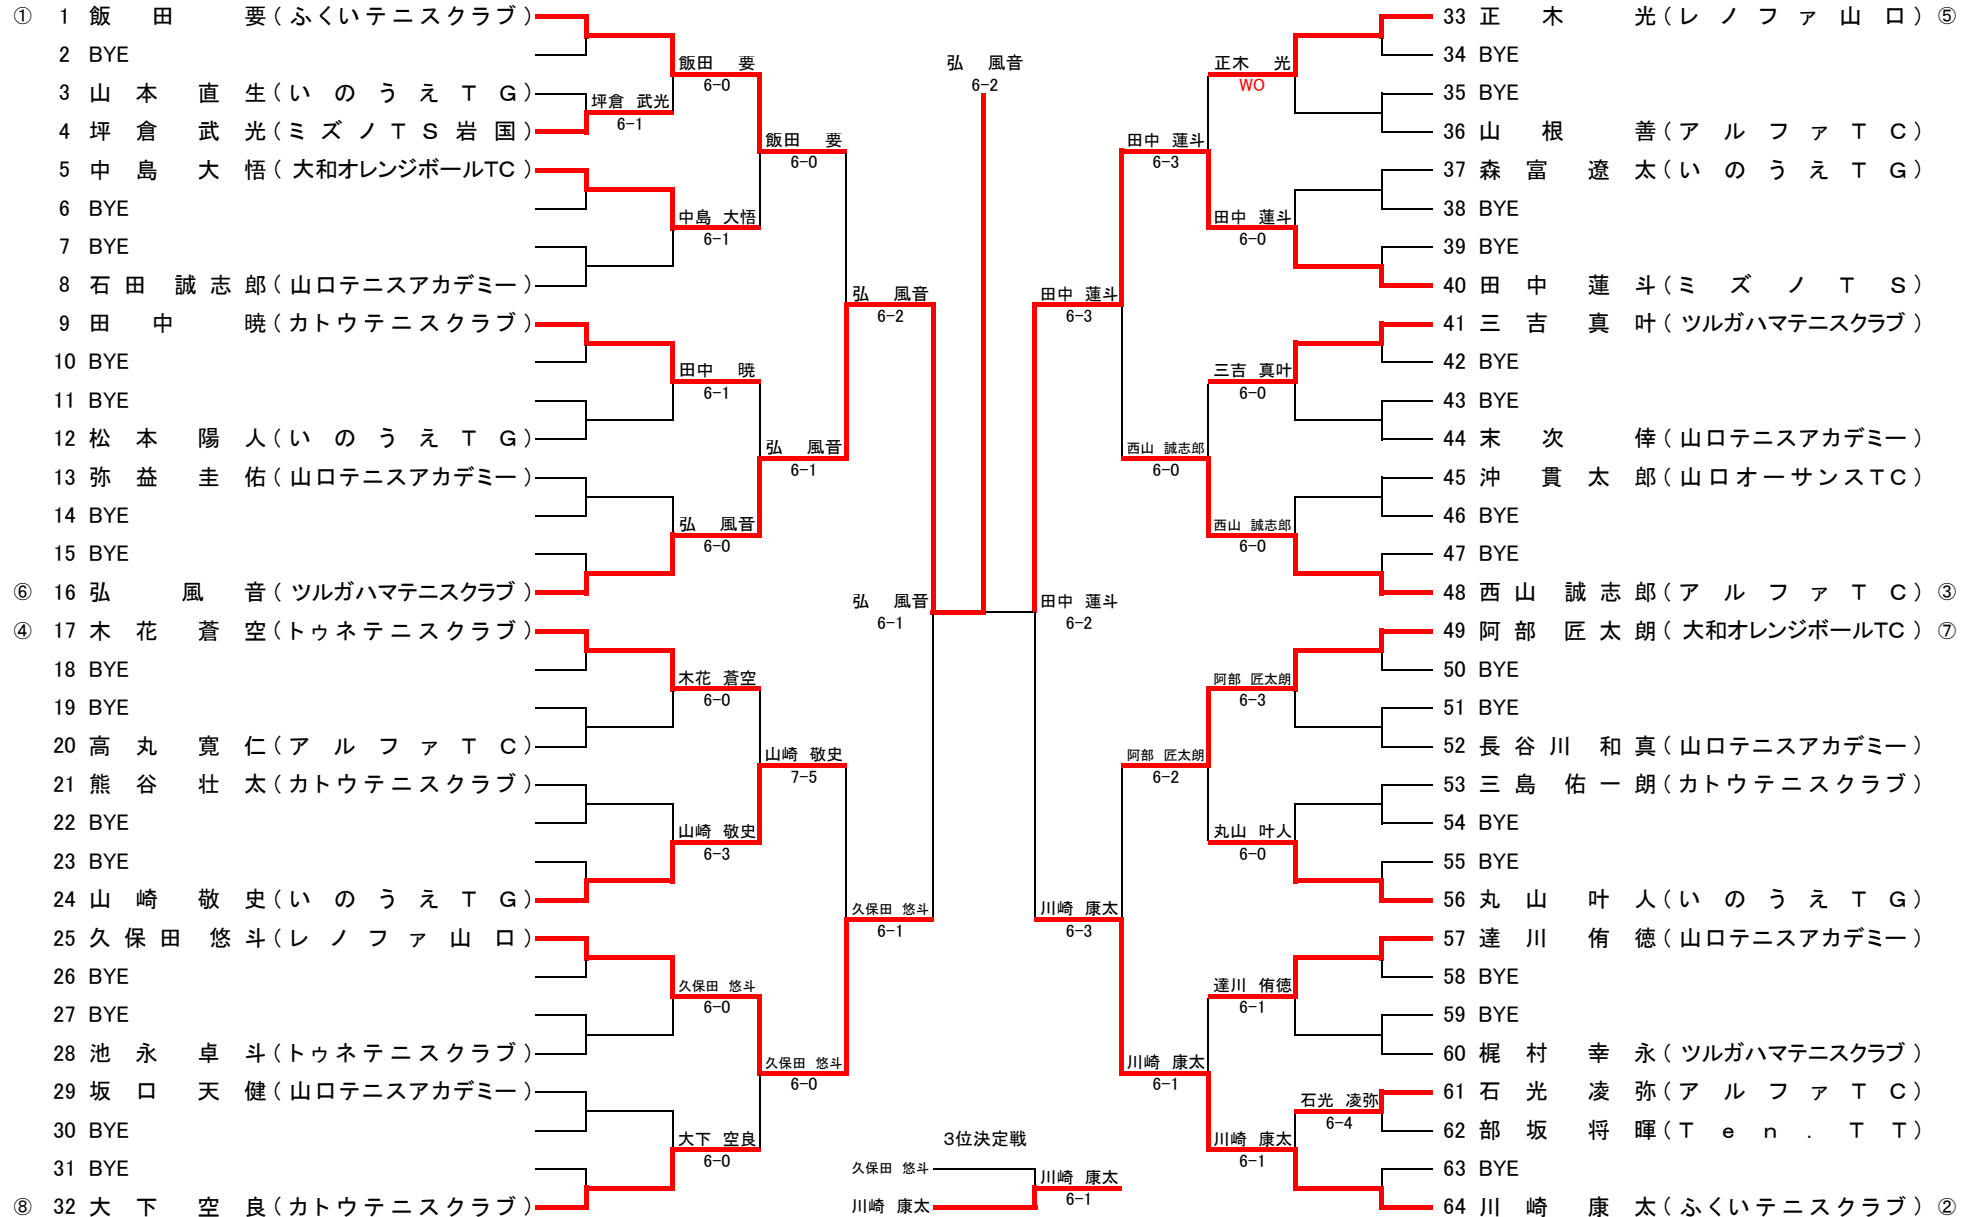 ① 1 飯田 要(ふくいテニスクラブ)
2 BYE
3 山本 直生(いのうえTG)
4 坪倉 武光(ミズノTS岩国)
5 中島 大悟(大和オレンジボールTC)
6 BYE
7 BYE
8 石田 誠志郎(山口テニスアカデミー)
9 田中 暁(カトウテニスクラブ)
10 BYE
11 BYE
12 松本 陽人(いのうえTG)
13 弥益 圭佑(山口テニスアカデミー)
14 BYE
15 BYE
⑥ 16 弘 風音(ツルガハマテニスクラブ)
④ 17 木花 蒼空(トゥネテニスクラブ)
18 BYE
19 BYE
20 高丸 寛仁(アルファTC)
21 熊谷 壮太(カトウテニスクラブ)
22 BYE
23 BYE
24 山崎 敬史(いのうえTG)
25 久保田 悠斗(レノファ山口)
26 BYE
27 BYE
28 池永 卓斗(トゥネテニスクラブ)
29 坂口 天健(山口テニスアカデミー)
30 BYE
31 BYE
⑧ 32 大下 空良(カトウテニスクラブ)
坪倉 武光
6-1
飯田 要
6-0
中島 大悟
6-1
田中 暁
6-1
弘 風音
6-0
木花 蒼空
6-0
山崎 敬史
6-3
久保田 悠斗
6-0
大下 空良
6-0
飯田 要
6-0
弘 風音
6-1
山崎 敬史
7-5
久保田 悠斗
6-0
弘 風音
6-2
久保田 悠斗
6-1
弘 風音
6-1
弘 風音
6-2
田中 蓮斗
6-2
田中 蓮斗
6-3
川崎 康太
6-3
田中 蓮斗
6-3
西山 誠志郎
6-0
阿部 匠太朗
6-2
川崎 康太
6-1
正木 光
WO
田中 蓮斗
6-0
三吉 真叶
6-0
西山 誠志郎
6-0
阿部 匠太朗
6-3
丸山 叶人
6-0
達川 侑徳
6-1
川崎 康太
6-1
石光 凌弥
6-4
33 正木 光(レノファ山口) ⑤
34 BYE
35 BYE
36 山根 善(アルファTC)
37 森富 遼太(いのうえTG)
38 BYE
39 BYE
40 田中 蓮斗(ミズノTS)
41 三吉 真叶(ツルガハマテニスクラブ)
42 BYE
43 BYE
44 末次 倖(山口テニスアカデミー)
45 沖 貫太郎(山口オーサンスTC)
46 BYE
47 BYE
48 西山 誠志郎(アルファTC) ③
49 阿部 匠太朗(大和オレンジボールTC) ⑦
50 BYE
51 BYE
52 長谷川 和真(山口テニスアカデミー)
53 三島 佑一朗(カトウテニスクラブ)
54 BYE
55 BYE
56 丸山 叶人(いのうえTG)
57 達川 侑徳(山口テニスアカデミー)
58 BYE
59 BYE
60 梶村 幸永(ツルガハマテニスクラブ)
61 石光 凌弥(アルファTC)
62 部坂 将暉(Ten.TT)
63 BYE
64 川崎 康太(ふくいテニスクラブ) ②
3位決定戦
久保田 悠斗
川崎 康太
川崎 康太
6-1